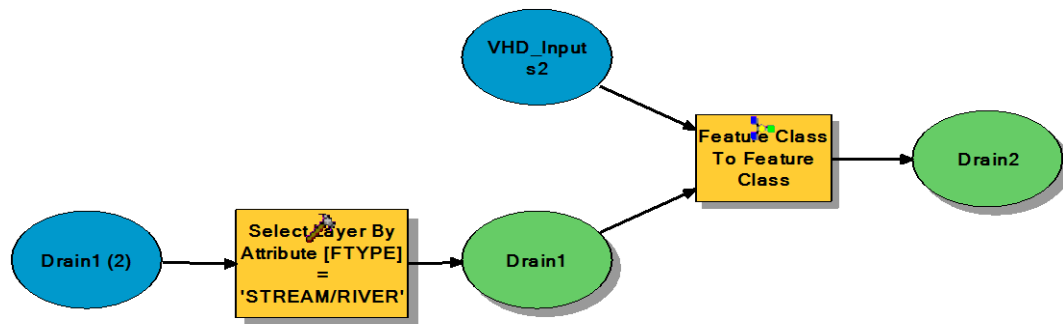 VHD_Input
s2
Feature Class
To Feature
Class
Drain2
Drain1 (2)
Select Layer By
Attribute [FTYPE]
=
'STREAM/RIVER'
Drain1